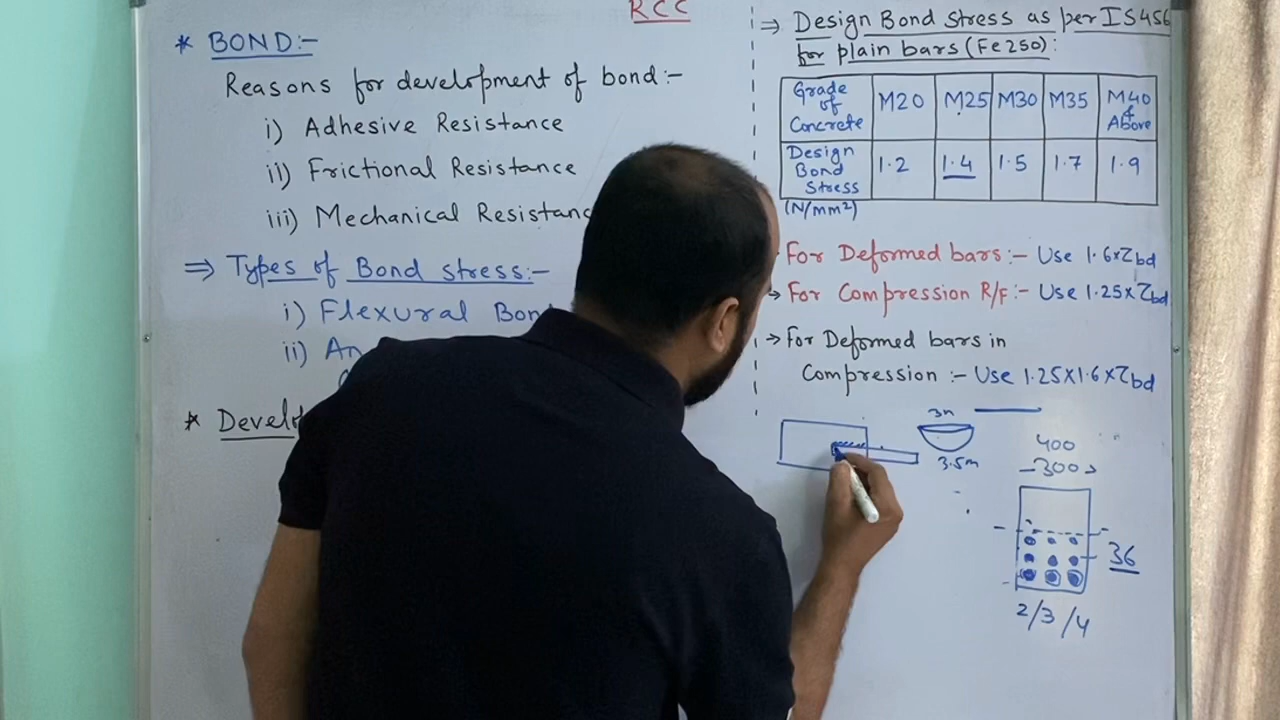 RCC
* BOND:-
Reasons for development of bond:-
i) Adhesive Resistance
ii) Frictional Resistance
iii) Mechanical
⇒ Types of Bond stress:-
i) Flexural
ii)
*
⇒ Design Bond Stress as per IS456
for plain bars (Fe250):
Grade of Concrete M20 M25 M30 M35 M40 & Above
Design Bond Stress 1.2 1.4 1.5 1.7 1.9
(N/mm²)
For Deformed bars:- Use 1.6×τbd
→ For Compression R/F:- Use 1.25×τbd
→ For Deformed bars in
Compression:- Use 1.25×1.6×τbd
3m
3.5m
400
300
36
2/3/4